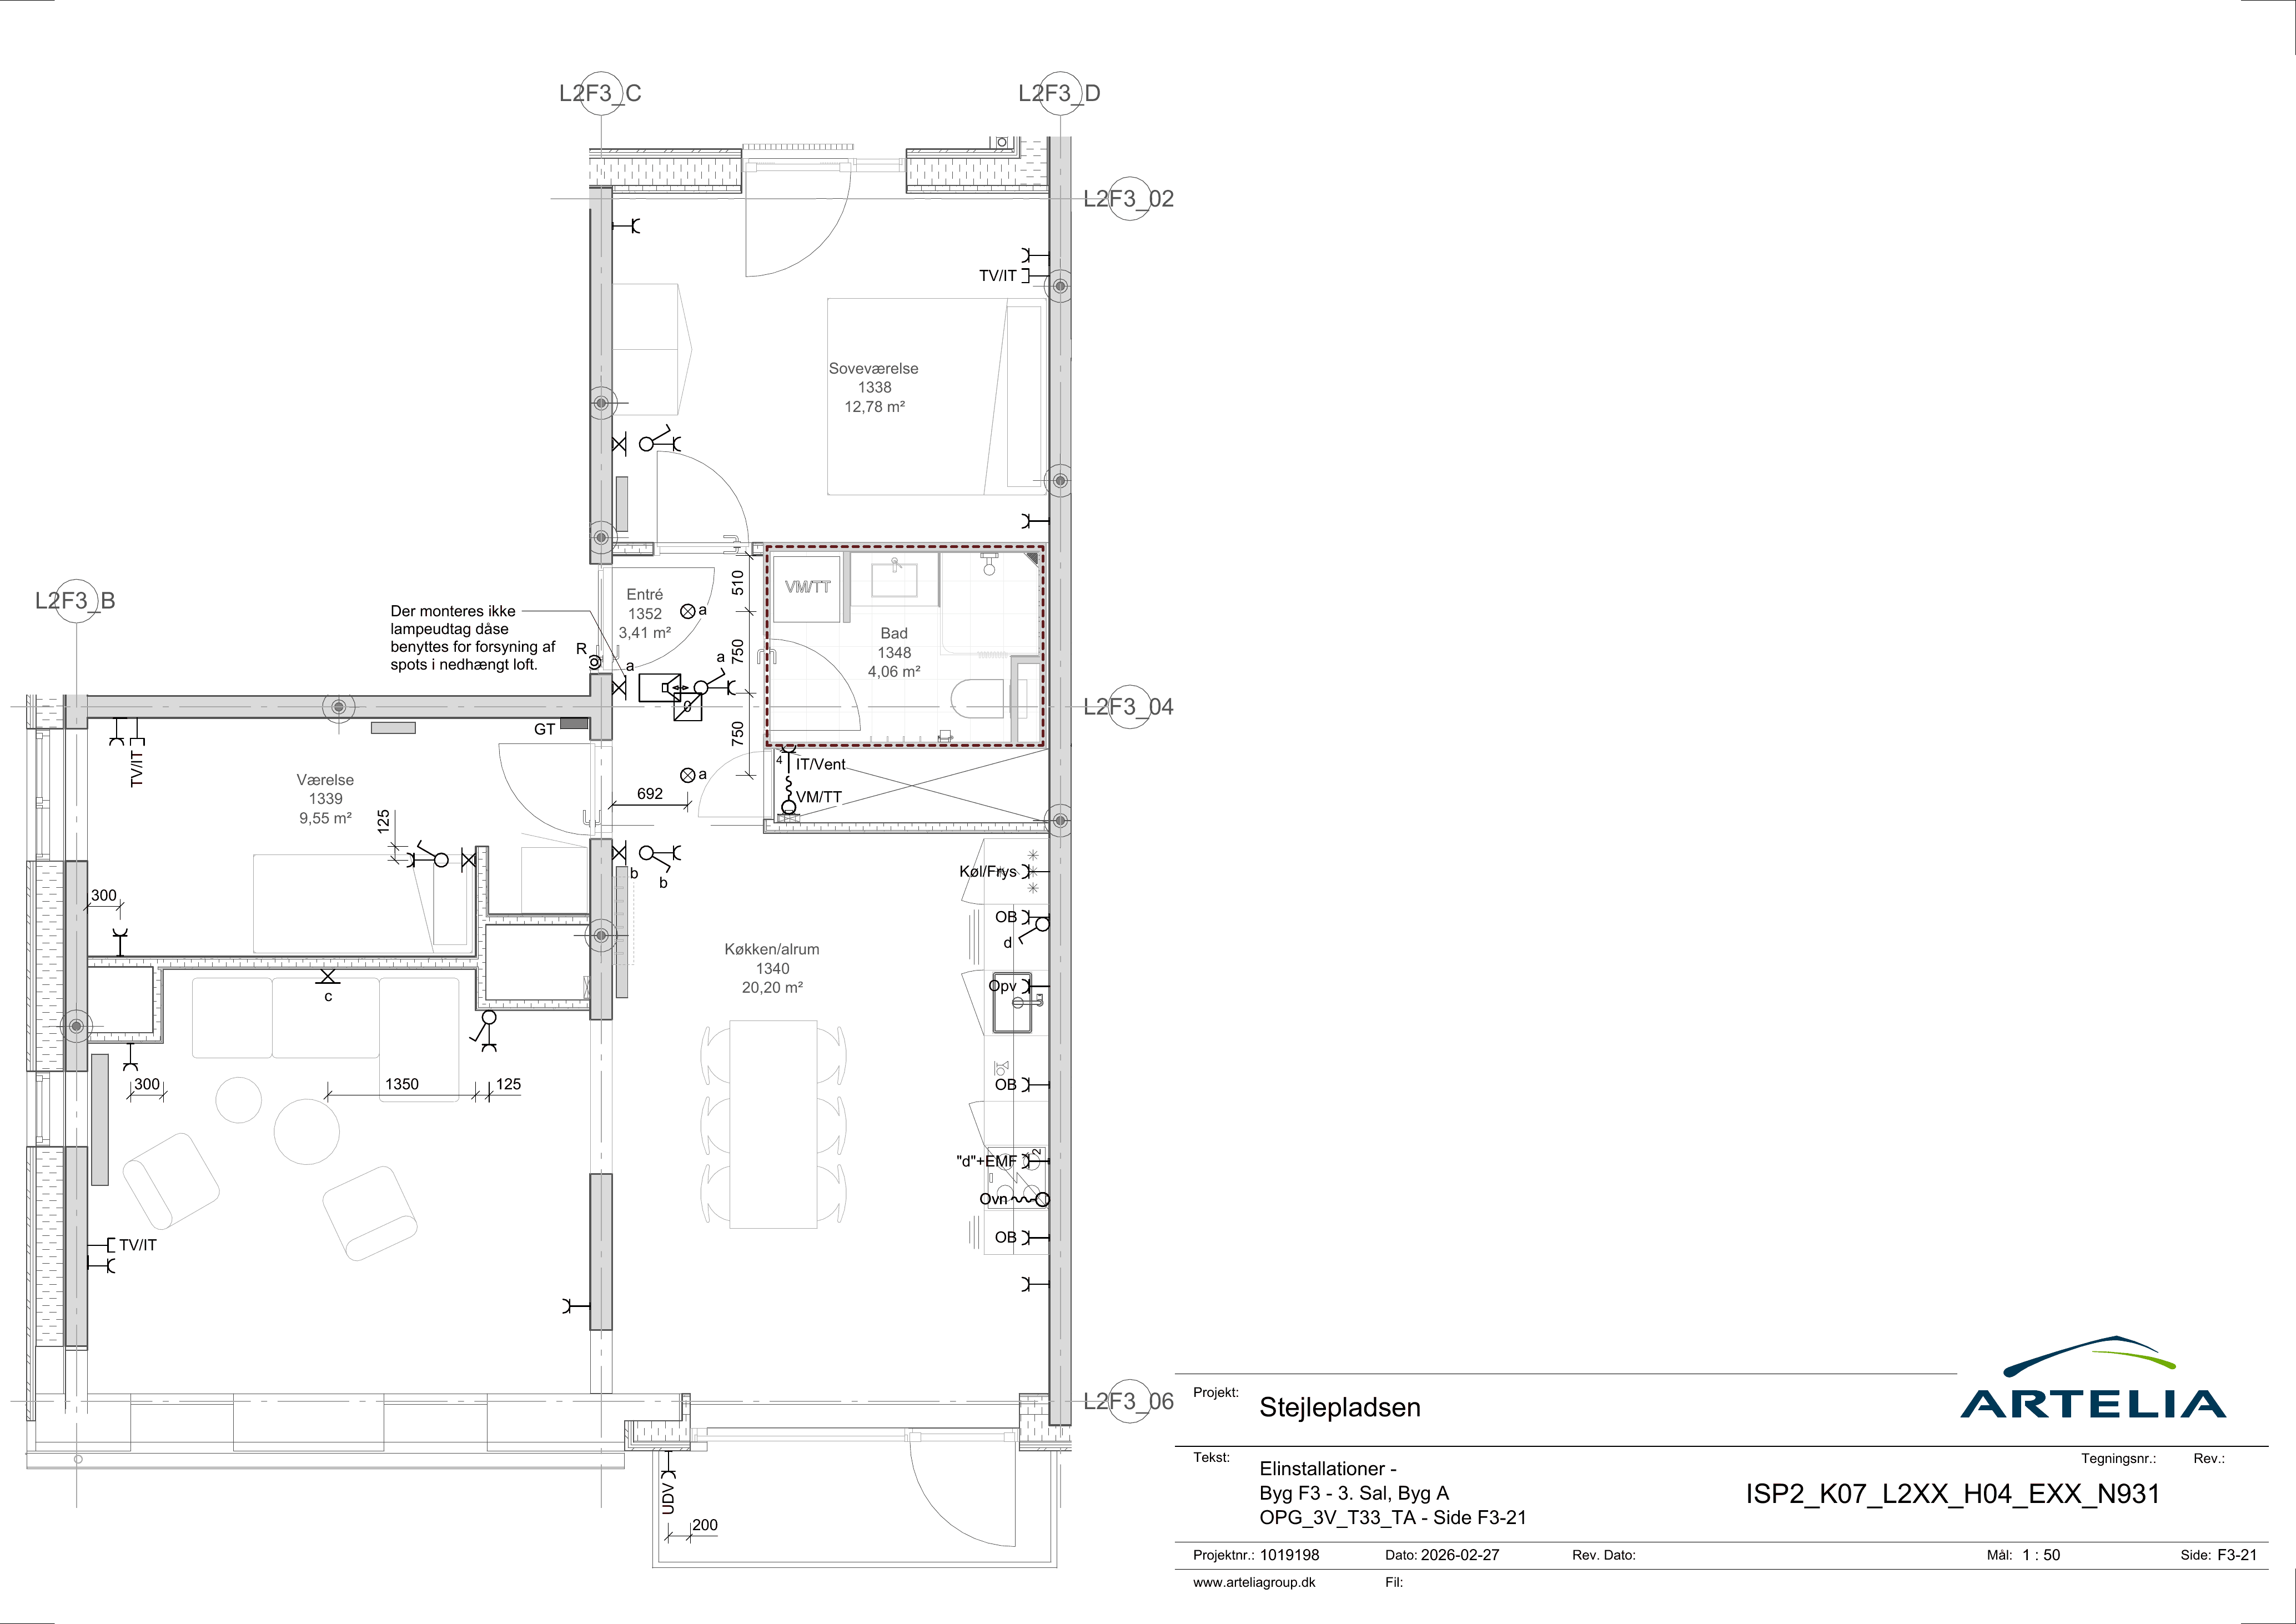 L2F3_C
L2F3_D
L2F3_02
TV/IT
Soveværelse
1338
12,78 m²
L2F3_B
Der monteres ikke
lampeudtag dåse
benyttes for forsyning af
spots i nedhængt loft.
R
Entré
1352
3,41 m²
a
a
a
510
750
750
VM/TT
Bad
1348
4,06 m²
0
L2F3_04
GT
TV/IT
Værelse
1339
9,55 m²
125
300
a
692
4
IT/Vent
VM/TT
b
b
Køl/Frys
OB
d
Opv
OB
"d"+EMF
2
Ovn
OB
Køkken/alrum
1340
20,20 m²
c
300
1350
125
TV/IT
L2F3_06
UDV
200
Projekt:
Stejlepladsen
ARTELIA
Tekst:
Elinstallationer -
Byg F3 - 3. Sal, Byg A
OPG_3V_T33_TA - Side F3-21
Tegningsnr.:
Rev.:
ISP2_K07_L2XX_H04_EXX_N931
Projektnr.: 1019198
Dato: 2026-02-27
Rev. Dato:
Mål: 1 : 50
Side: F3-21
www.arteliagroup.dk
Fil: